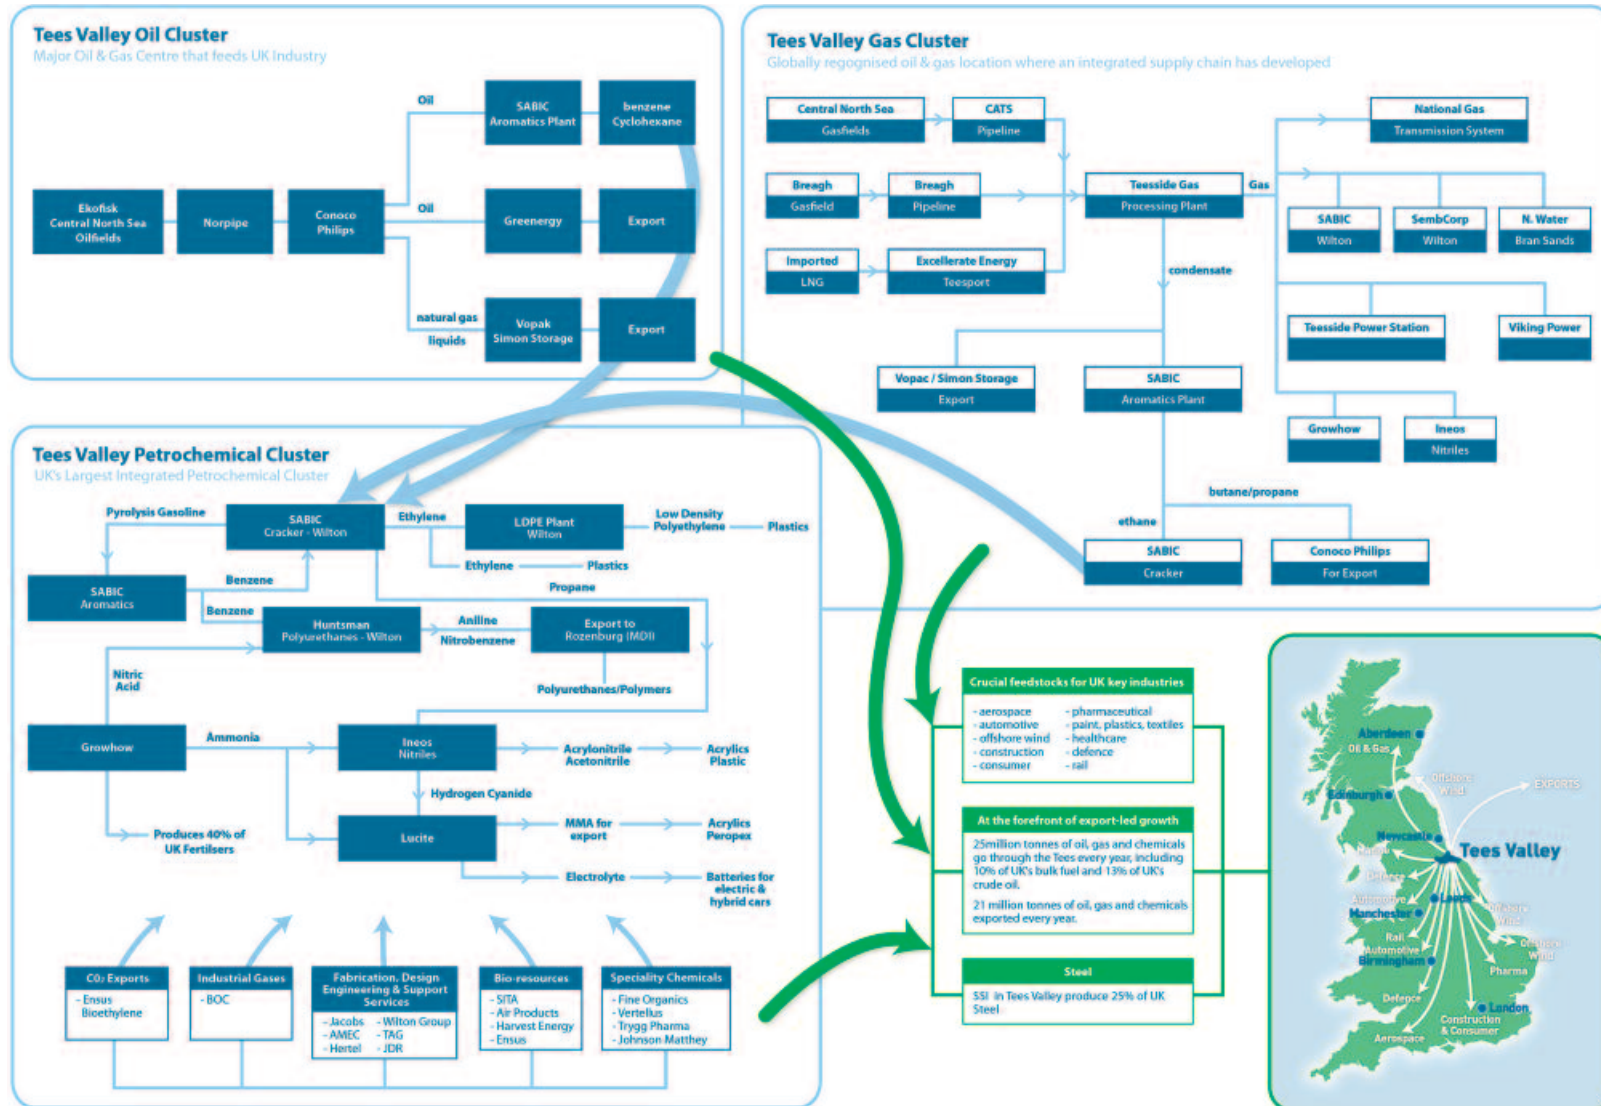 Tees Valley Oil Cluster
Major Oil & Gas Centre that feeds UK Industry
Oil
SABIC
Aromatics Plant
benzene
Cyclohexane
Ekofisk
Central North Sea
Oilfields
Norpipe
Conoco
Philips
Oil
Greenergy
Export
natural gas
liquids
Vopak
Simon Storage
Export
Tees Valley Gas Cluster
Globally regognised oil & gas location where an integrated supply chain has developed
Central North Sea
Gasfields
CATS
Pipeline
National Gas
Transmission System
Breagh
Gasfield
Breagh
Pipeline
Teesside Gas
Processing Plant
Gas
SABIC
Wilton
SembCorp
Wilton
N. Water
Bran Sands
Imported
LNG
Excellerate Energy
Teesport
condensate
Teesside Power Station
Viking Power
Vopac / Simon Storage
Export
SABIC
Aromatics Plant
Growhow
Ineos
Nitriles
butane/propane
ethane
SABIC
Cracker
Conoco Philips
For Export
Tees Valley Petrochemical Cluster
UK's Largest Integrated Petrochemical Cluster
Pyrolysis Gasoline
SABIC
Cracker - Wilton
Ethylene
LDPE Plant
Wilton
Low Density
Polyethylene
Plastics
Ethylene
Plastics
SABIC
Aromatics
Benzene
Benzene
Propane
Huntsman
Polyurethanes - Wilton
Aniline
Nitrobenzene
Export to
Rozenburg (MDI)
Nitric
Acid
Polyurethanes/Polymers
Growhow
Ammonia
Ineos
Nitriles
Acrylonitrile
Acetonitrile
Acrylics
Plastic
Hydrogen Cyanide
Produces 40% of
UK Fertilsers
Lucite
MMA for
export
Acrylics
Peropex
Electrolyte
Batteries for
electric &
hybrid cars
C0₂ Exports
- Ensus
Bioethylene
Industrial Gases
- BOC
Fabrication, Design
Engineering & Support
Services
- Jacobs - Wilton Group
- AMEC - TAG
- Hertel - JDR
Bio-resources
- SITA
- Air Products
- Harvest Energy
- Ensus
Speciality Chemicals
- Fine Organics
- Vertellus
- Trygg Pharma
- Johnson Matthey
Crucial feedstocks for UK key industries
- aerospace - pharmaceutical
- automotive - paint, plastics, textiles
- offshore wind - healthcare
- construction - defence
- consumer - rail
At the forefront of export-led growth
25million tonnes of oil, gas and chemicals
go through the Tees every year, including
10% of UK's bulk fuel and 13% of UK's
crude oil.
21 million tonnes of oil, gas and chemicals
exported every year.
Steel
SSI in Tees Valley produce 25% of UK
Steel
Aberdeen
Oil & Gas
Offshore
Wind
EXPORTS
Edinburgh
Newcastle
Tees Valley
Defence
Automotive
Leeds
Manchester
Offshore
Wind
Rail
Automotive
Birmingham
Offshore
Wind
Pharma
Defence
London
Construction
& Consumer
Aerospace